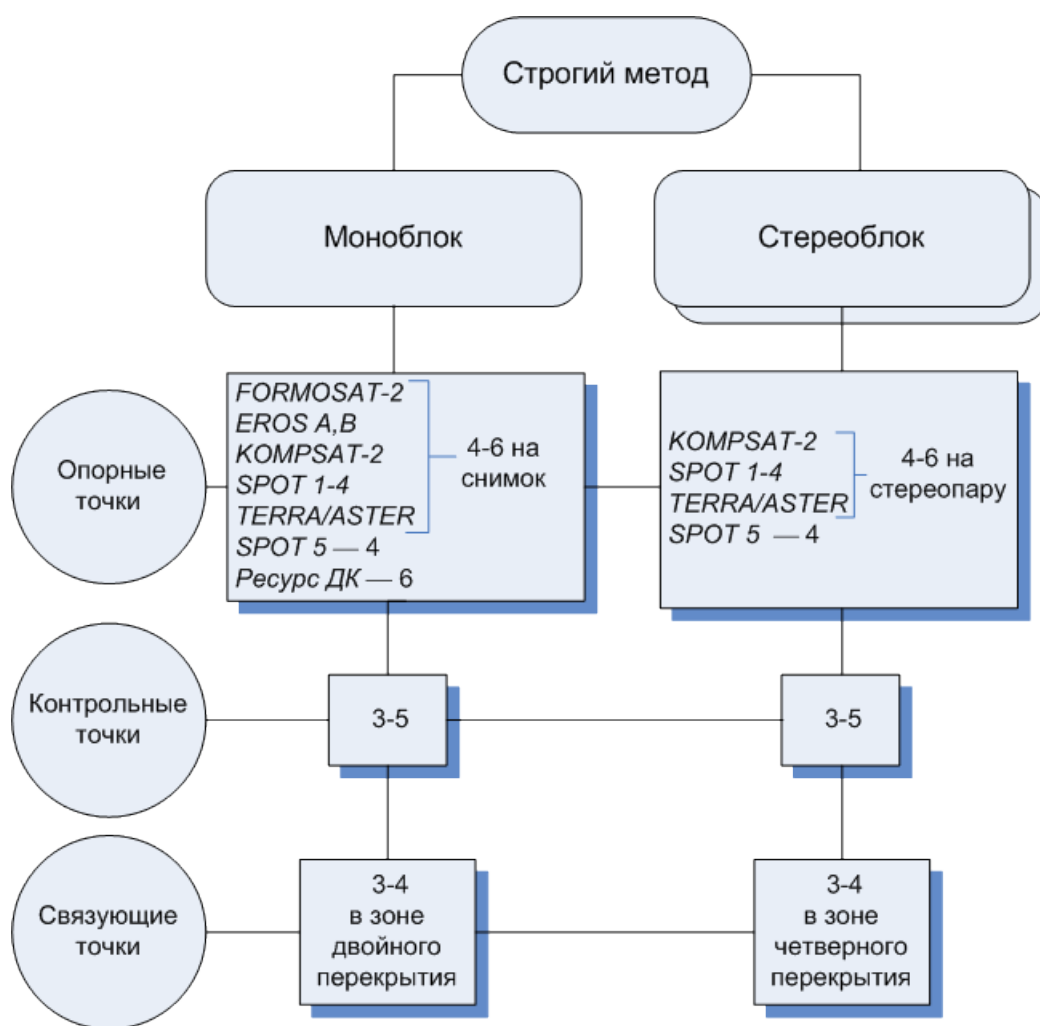 Строгий метод
Моноблок
Стереоблок
Опорные
точки
FORMOSAT-2
EROS A,B
KOMPSAT-2
SPOT 1-4
TERRA/ASTER
SPOT 5 — 4
Ресурс ДК — 6
4-6 на
снимок
KOMPSAT-2
SPOT 1-4
TERRA/ASTER
SPOT 5 — 4
4-6 на
стереопару
Контрольные
точки
3-5
3-5
Связующие
точки
3-4
в зоне
двойного
перекрытия
3-4
в зоне
четверного
перекрытия